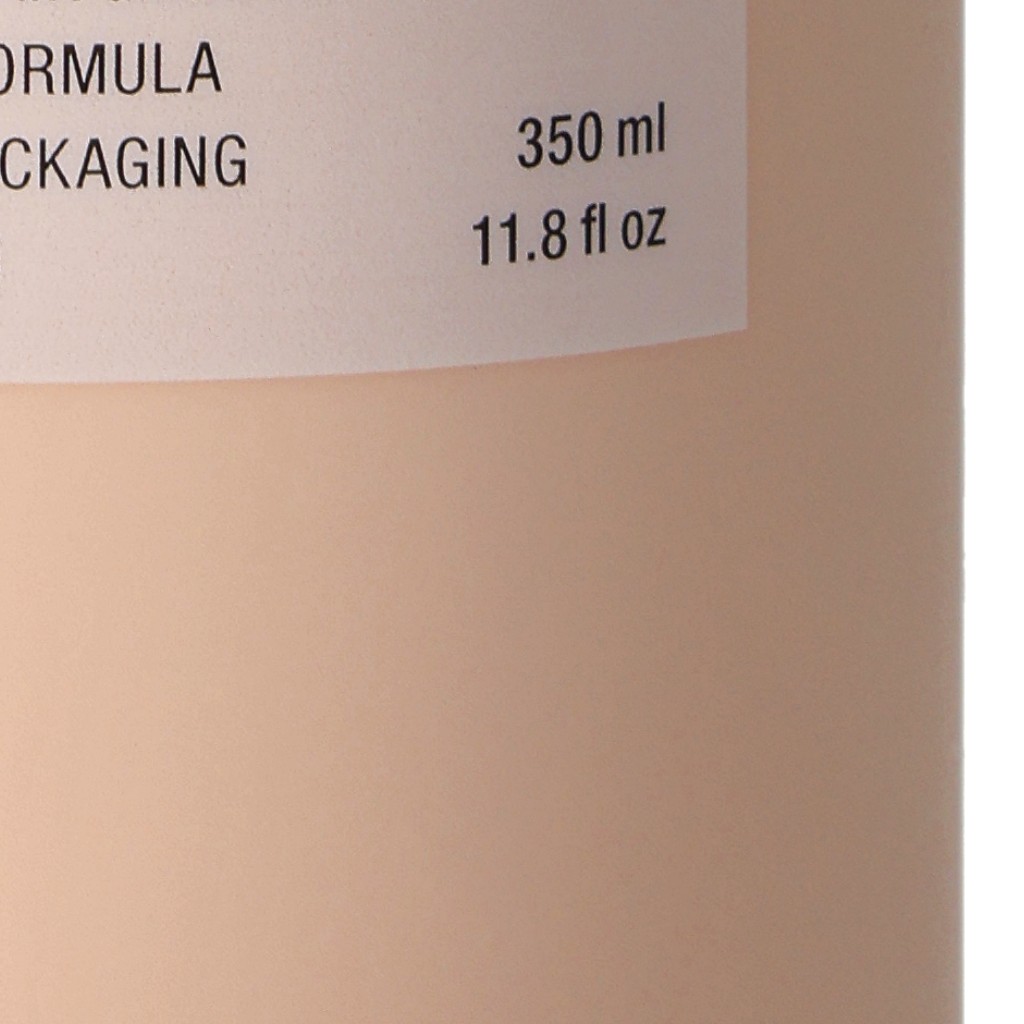 ORMULA
CKAGING
350 ml
11.8 fl oz